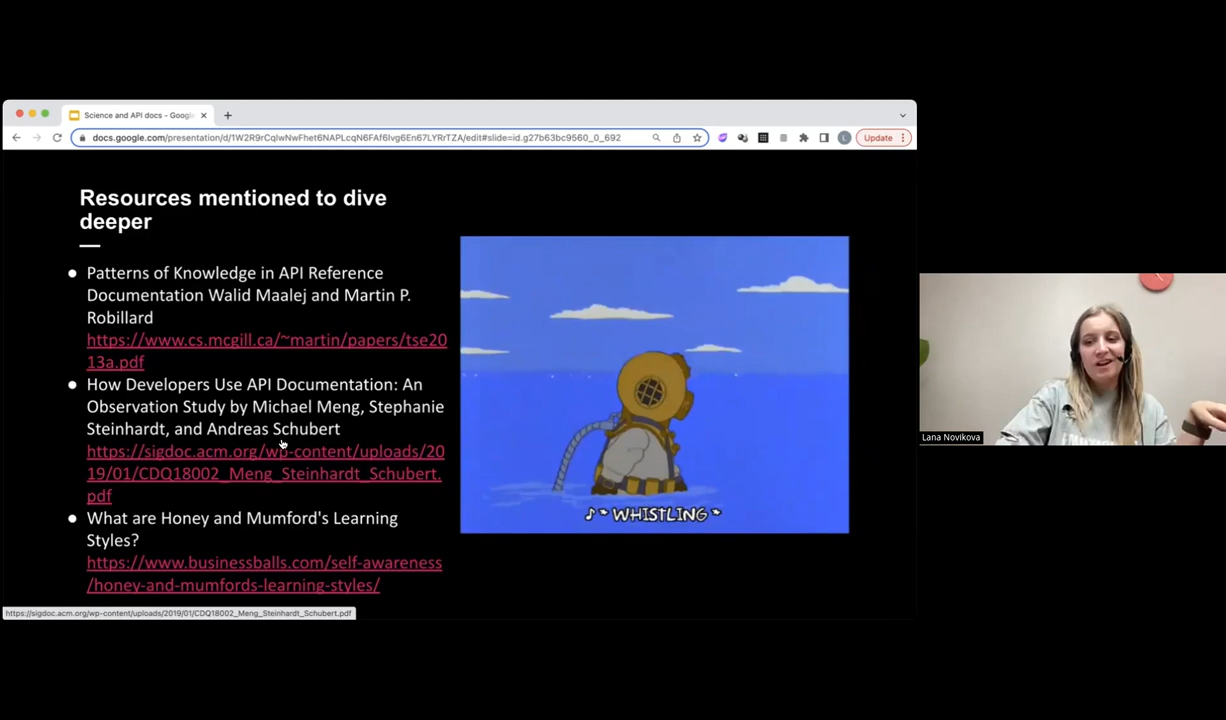 Science and API docs - Googl
docs.google.com/presentation/d/1W2R9rCqlwNwFhet6NAPLcqN6FAf6lvg6En67LYRrTZA/edit#slide=id.g27b63bc9560_0_692
Update
Resources mentioned to dive
deeper
Patterns of Knowledge in API Reference
Documentation Walid Maalej and Martin P.
Robillard
https://www.cs.mcgill.ca/~martin/papers/tse20
13a.pdf
How Developers Use API Documentation: An
Observation Study by Michael Meng, Stephanie
Steinhardt, and Andreas Schubert
https://sigdoc.acm.org/wp-content/uploads/20
19/01/CDQ18002_Meng_Steinhardt_Schubert.
pdf
What are Honey and Mumford's Learning
Styles?
https://www.businessballs.com/self-awareness
/honey-and-mumfords-learning-styles/
♪ WHISTLING
Lana Novikova
https://sigdoc.acm.org/wp-content/uploads/2019/01/CDQ18002_Meng_Steinhardt_Schubert.pdf